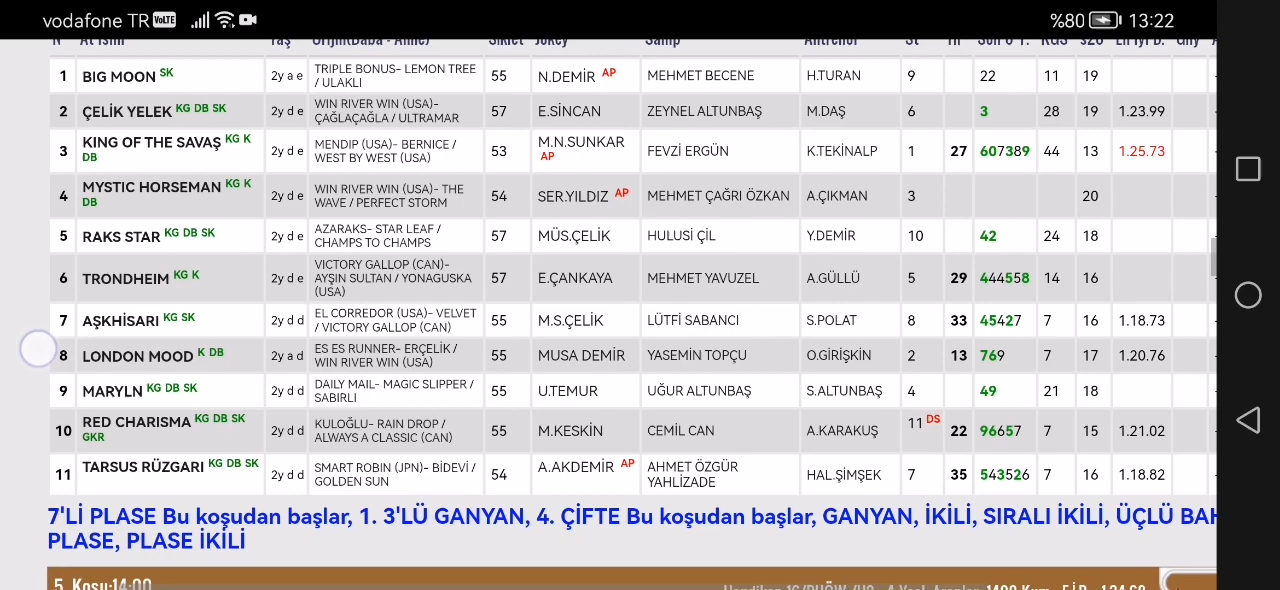 vodafone TR VoLTE %80 13:22
N At İsmi Yaş Orijin(Baba - Anne) Sıklet Jokey Sahip Antrenör St HP Son 6 Y. KGS s20 En İyi D. Gny
1 BIG MOON SK 2y a e TRIPLE BONUS- LEMON TREE / ULAKLI 55 N.DEMİR AP MEHMET BECENE H.TURAN 9 22 11 19
2 ÇELİK YELEK KG DB SK 2y d e WIN RIVER WIN (USA)- ÇAĞLAÇAĞLA / ULTRAMAR 57 E.SİNCAN ZEYNEL ALTUNBAŞ M.DAŞ 6 3 28 19 1.23.99
3 KING OF THE SAVAŞ KG K DB 2y d e MENDIP (USA)- BERNICE / WEST BY WEST (USA) 53 M.N.SUNKAR AP FEVZİ ERGÜN K.TEKİNALP 1 27 607389 44 13 1.25.73
4 MYSTIC HORSEMAN KG K DB 2y d e WIN RIVER WIN (USA)- THE WAVE / PERFECT STORM 54 SER.YILDIZ AP MEHMET ÇAĞRI ÖZKAN A.ÇIKMAN 3 20
5 RAKS STAR KG DB SK 2y d e AZARAKS- STAR LEAF / CHAMPS TO CHAMPS 57 MÜS.ÇELİK HULUSİ ÇİL Y.DEMİR 10 42 24 18
6 TRONDHEIM KG K 2y d e VICTORY GALLOP (CAN)- AYŞIN SULTAN / YONAGUSKA (USA) 57 E.ÇANKAYA MEHMET YAVUZEL A.GÜLLÜ 5 29 444558 14 16
7 AŞKHİSARI KG SK 2y d d EL CORREDOR (USA)- VELVET / VICTORY GALLOP (CAN) 55 M.S.ÇELİK LÜTFİ SABANCI S.POLAT 8 33 45427 7 16 1.18.73
8 LONDON MOOD K DB 2y a d ES ES RUNNER- ERÇELİK / WIN RIVER WIN (USA) 55 MUSA DEMİR YASEMİN TOPÇU O.GİRİŞKİN 2 13 769 7 17 1.20.76
9 MARYLN KG DB SK 2y d d DAILY MAIL- MAGIC SLIPPER / SABIRLI 55 U.TEMUR UĞUR ALTUNBAŞ S.ALTUNBAŞ 4 49 21 18
10 RED CHARISMA KG DB SK GKR 2y d d KULOĞLU- RAIN DROP / ALWAYS A CLASSIC (CAN) 55 M.KESKİN CEMİL CAN A.KARAKUŞ 11 DS 22 96657 7 15 1.21.02
11 TARSUS RÜZGARI KG DB SK 2y d d SMART ROBIN (JPN)- BİDEVİ / GOLDEN SUN 54 A.AKDEMİR AP AHMET ÖZGÜR YAHLİZADE HAL.ŞİMŞEK 7 35 543526 7 16 1.18.82
7'Lİ PLASE Bu koşudan başlar, 1. 3'LÜ GANYAN, 4. ÇİFTE Bu koşudan başlar, GANYAN, İKİLİ, SIRALI İKİLİ, ÜÇLÜ BAH
PLASE, PLASE İKİLİ
5. Koşu:14:00